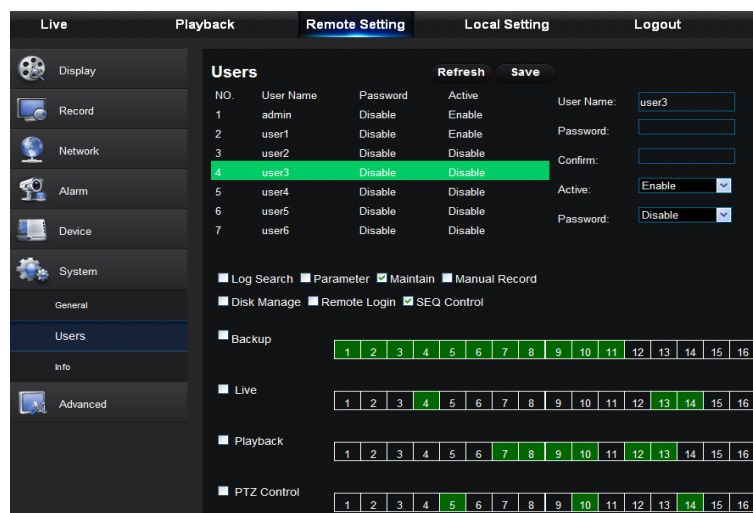 Live Playback Remote Setting Local Setting Logout
Display
Record
Network
Alarm
Device
System
General
Users
Info
Advanced
Users Refresh Save
NO. User Name Password Active
1 admin Disable Enable
2 user1 Disable Enable
3 user2 Disable Disable
4 user3 Disable Disable
5 user4 Disable Disable
6 user5 Disable Disable
7 user6 Disable Disable
User Name: user3
Password:
Confirm:
Active: Enable
Password: Disable
Log Search Parameter Maintain Manual Record
Disk Manage Remote Login SEQ Control
Backup 1 2 3 4 5 6 7 8 9 10 11 12 13 14 15 16
Live 1 2 3 4 5 6 7 8 9 10 11 12 13 14 15 16
Playback 1 2 3 4 5 6 7 8 9 10 11 12 13 14 15 16
PTZ Control 1 2 3 4 5 6 7 8 9 10 11 12 13 14 15 16